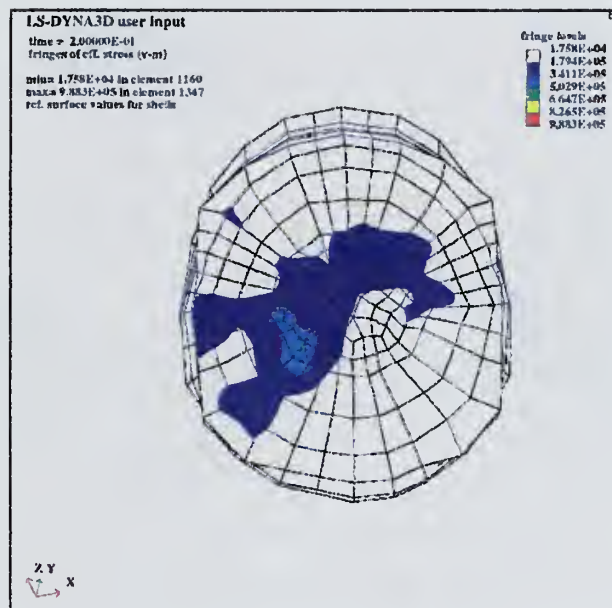 LS-DYNA3D user input
time = 2.00000E-01
fringes of eff. stress (v-m)
min= 1.758E+04 in element 1160
max= 9.883E+05 in element 1347
ref. surface values for shells
fringe levels
1.758E+04
1.794E+05
3.411E+05
5.029E+05
6.647E+05
8.265E+05
9.883E+05
Z Y
X